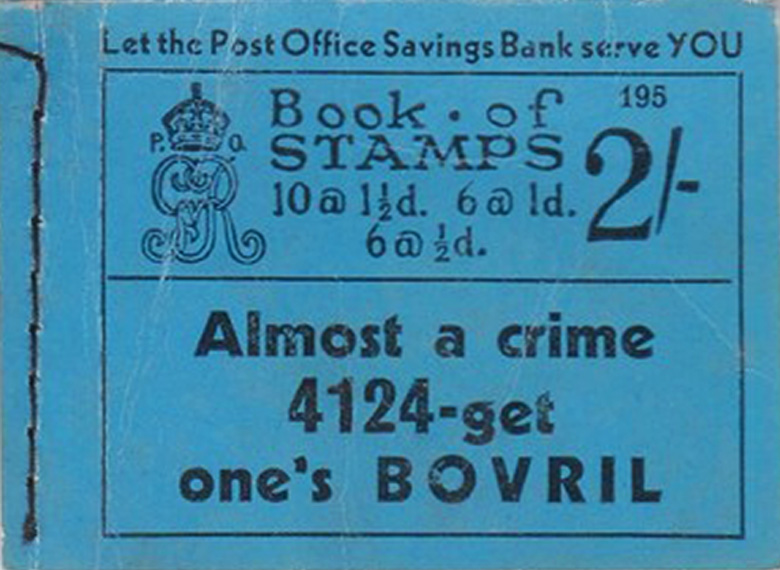 Let the Post Office Savings Bank serve YOU
195
Book · of
STAMPS
2/-
P. O.
GR
10@1½d. 6@1d.
6@½d.
Almost a crime
4124-get
one's BOVRIL